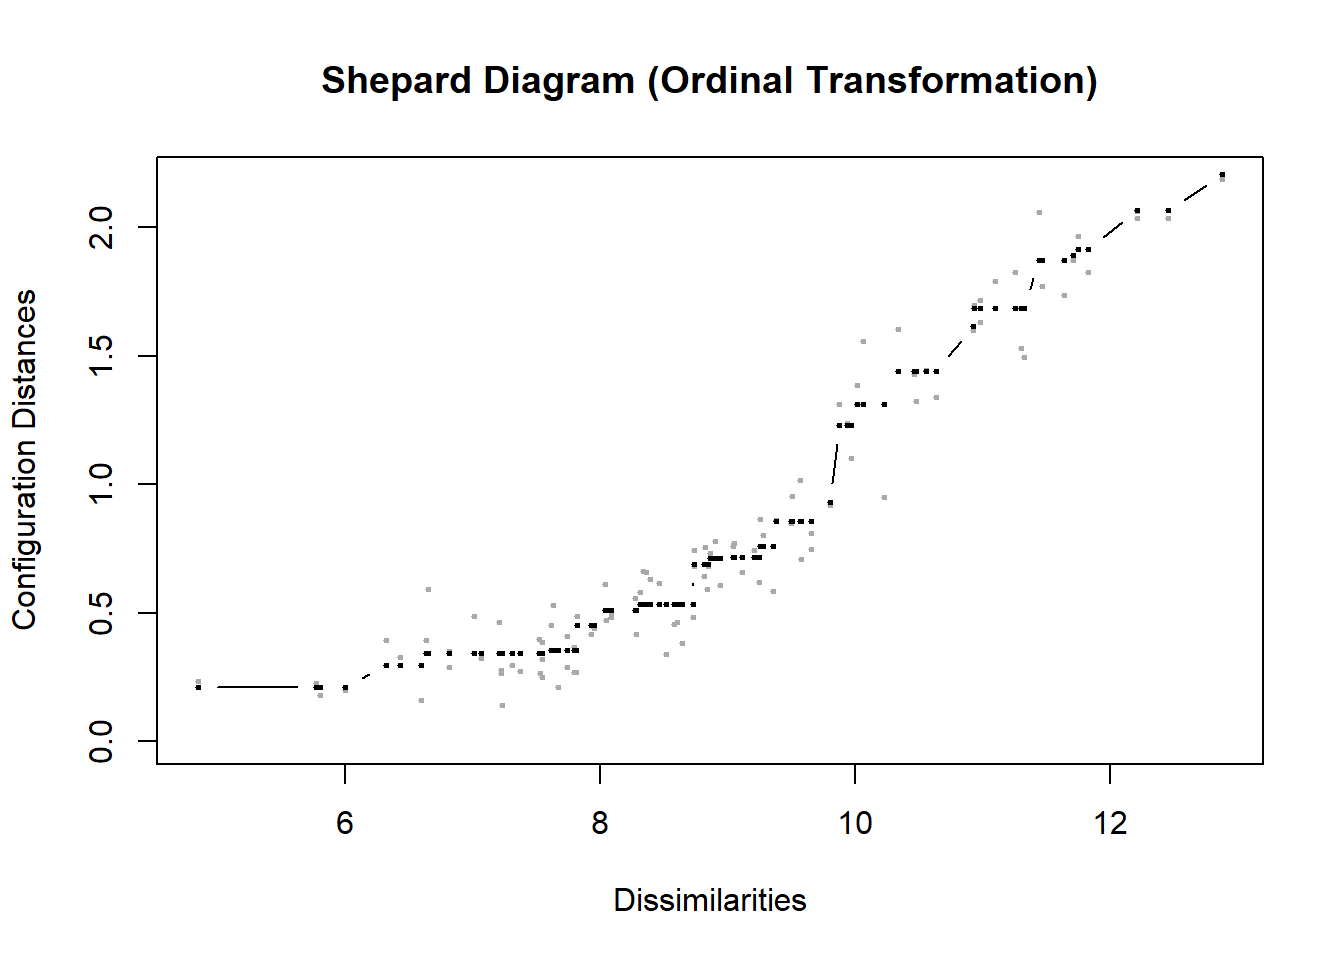 Shepard Diagram (Ordinal Transformation)
Configuration Distances
2.0
1.5
1.0
0.5
0.0
6 8 10 12
Dissimilarities